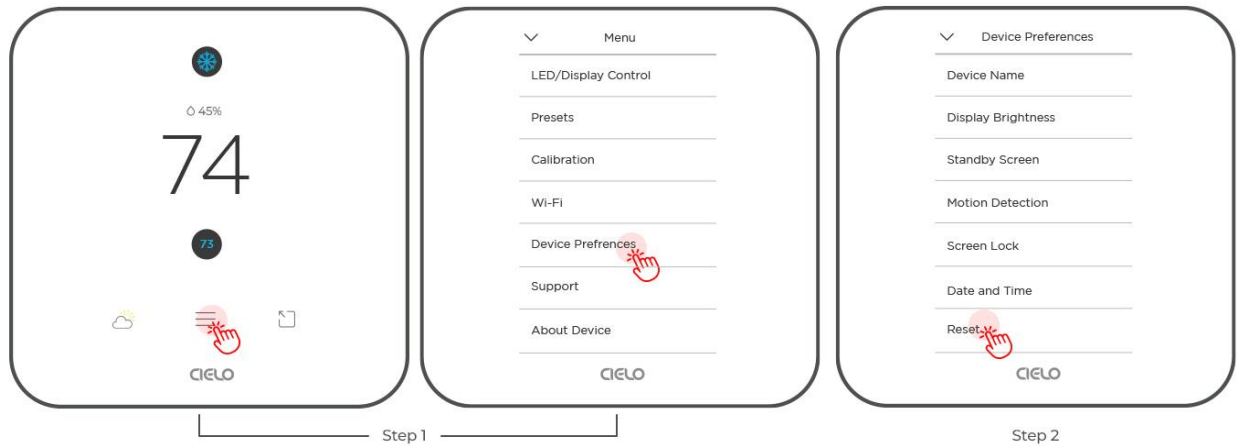 45%
74
73
CIELO
Menu
LED/Display Control
Presets
Calibration
Wi-Fi
Device Prefrences
Support
About Device
CIELO
Device Preferences
Device Name
Display Brightness
Standby Screen
Motion Detection
Screen Lock
Date and Time
Reset
CIELO
Step 1
Step 2